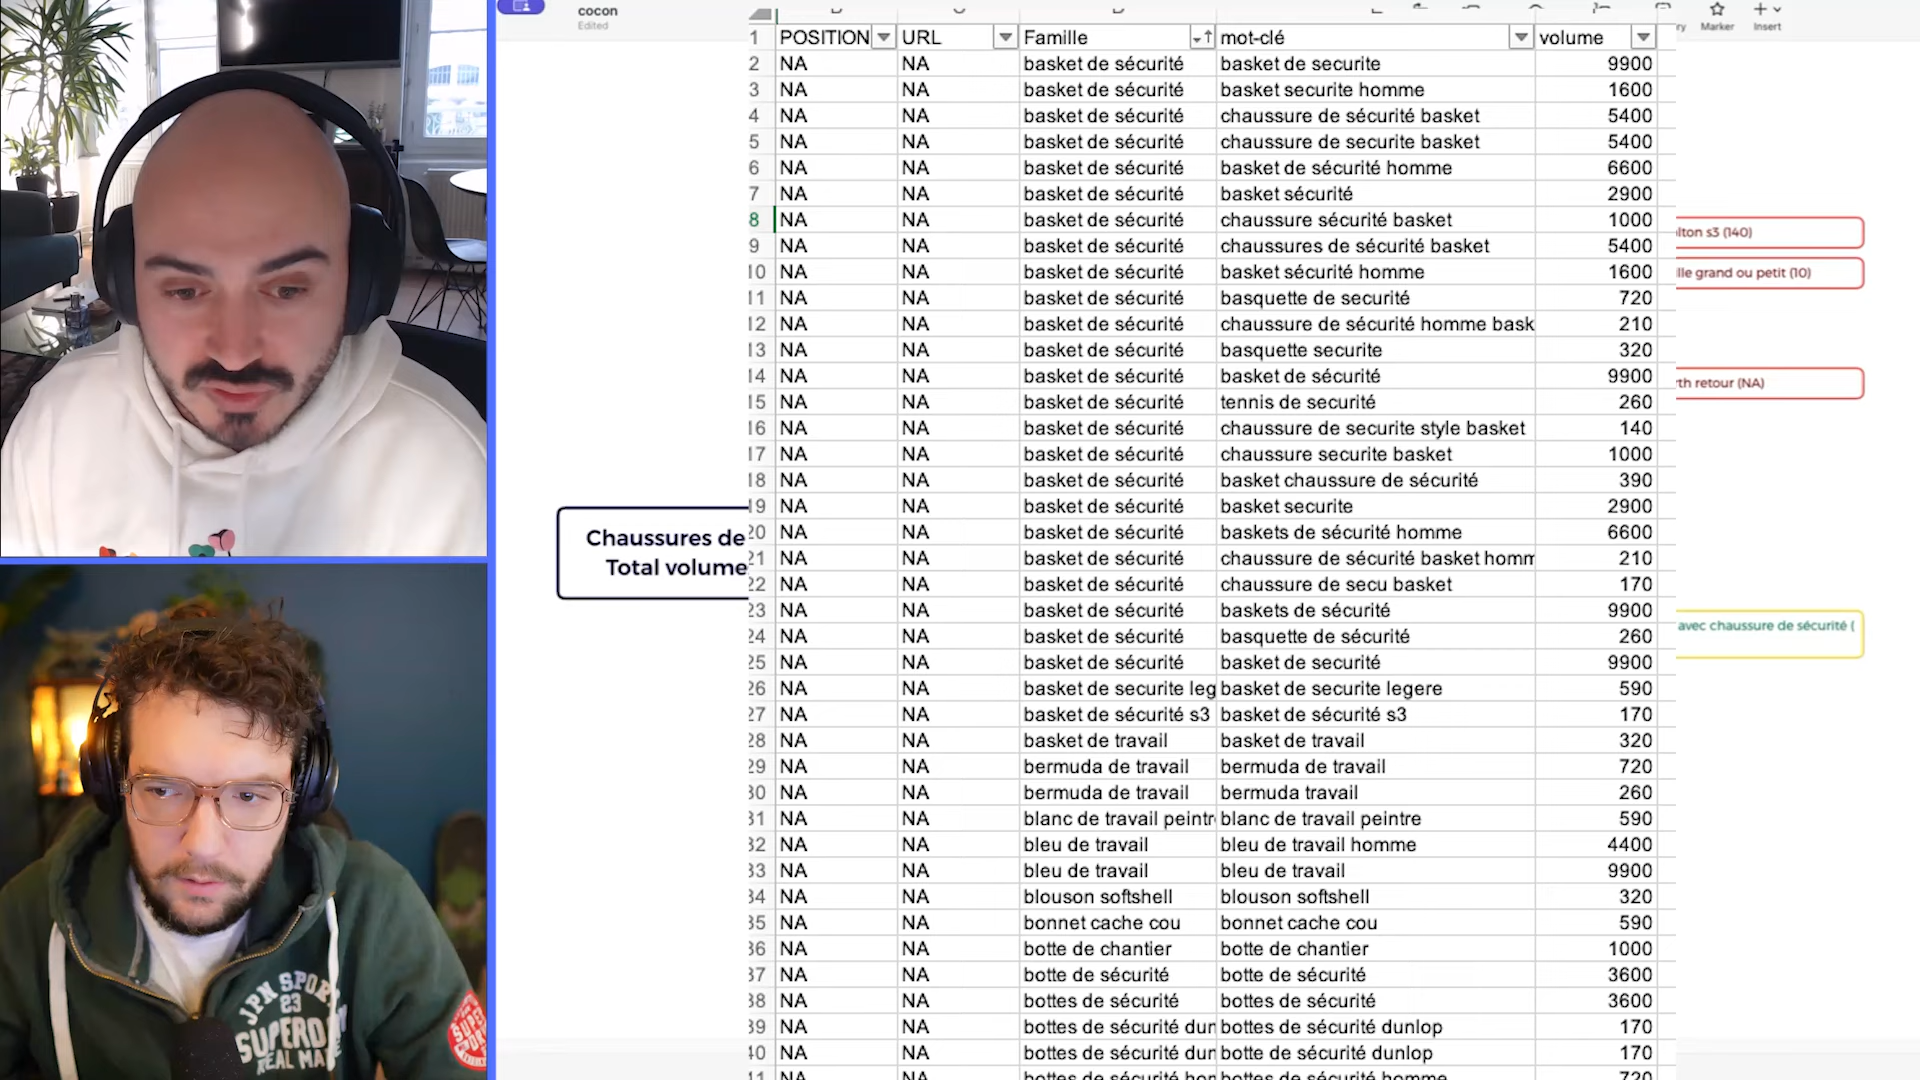 cocon
Edited
Marker
Insert
1 POSITION URL Famille mot-clé volume
2 NA NA basket de sécurité basket de securite 9900
3 NA NA basket de sécurité basket securite homme 1600
4 NA NA basket de sécurité chaussure de sécurité basket 5400
5 NA NA basket de sécurité chaussure de securite basket 5400
6 NA NA basket de sécurité basket de sécurité homme 6600
7 NA NA basket de sécurité basket sécurité 2900
8 NA NA basket de sécurité chaussure sécurité basket 1000
9 NA NA basket de sécurité chaussures de sécurité basket 5400
10 NA NA basket de sécurité basket sécurité homme 1600
11 NA NA basket de sécurité basquette de securité 720
12 NA NA basket de sécurité chaussure de sécurité homme bask 210
13 NA NA basket de sécurité basquette securite 320
14 NA NA basket de sécurité basket de sécurité 9900
15 NA NA basket de sécurité tennis de securité 260
16 NA NA basket de sécurité chaussure de securite style basket 140
17 NA NA basket de sécurité chaussure securite basket 1000
18 NA NA basket de sécurité basket chaussure de sécurité 390
19 NA NA basket de sécurité basket securite 2900
20 NA NA basket de sécurité baskets de sécurité homme 6600
21 NA NA basket de sécurité chaussure de sécurité basket homm 210
22 NA NA basket de sécurité chaussure de secu basket 170
23 NA NA basket de sécurité baskets de sécurité 9900
24 NA NA basket de sécurité basquette de sécurité 260
25 NA NA basket de sécurité basket de securité 9900
26 NA NA basket de securite leg basket de securite legere 590
27 NA NA basket de sécurité s3 basket de sécurité s3 170
28 NA NA basket de travail basket de travail 320
29 NA NA bermuda de travail bermuda de travail 720
30 NA NA bermuda de travail bermuda travail 260
31 NA NA blanc de travail peintr blanc de travail peintre 590
32 NA NA bleu de travail bleu de travail homme 4400
33 NA NA bleu de travail bleu de travail 9900
34 NA NA blouson softshell blouson softshell 320
35 NA NA bonnet cache cou bonnet cache cou 590
36 NA NA botte de chantier botte de chantier 1000
37 NA NA botte de sécurité botte de sécurité 3600
38 NA NA bottes de sécurité bottes de sécurité 3600
39 NA NA bottes de sécurité dun bottes de sécurité dunlop 170
40 NA NA bottes de sécurité dun botte de sécurité dunlop 170
NA NA bottes de sécurité hon bottes de sécurité homme 720
Chaussures de
Total volume
lton s3 (140)
lle grand ou petit (10)
rth retour (NA)
avec chaussure de sécurité (
JPN SPOR
23
SUPERD
REAL MA
SUPER